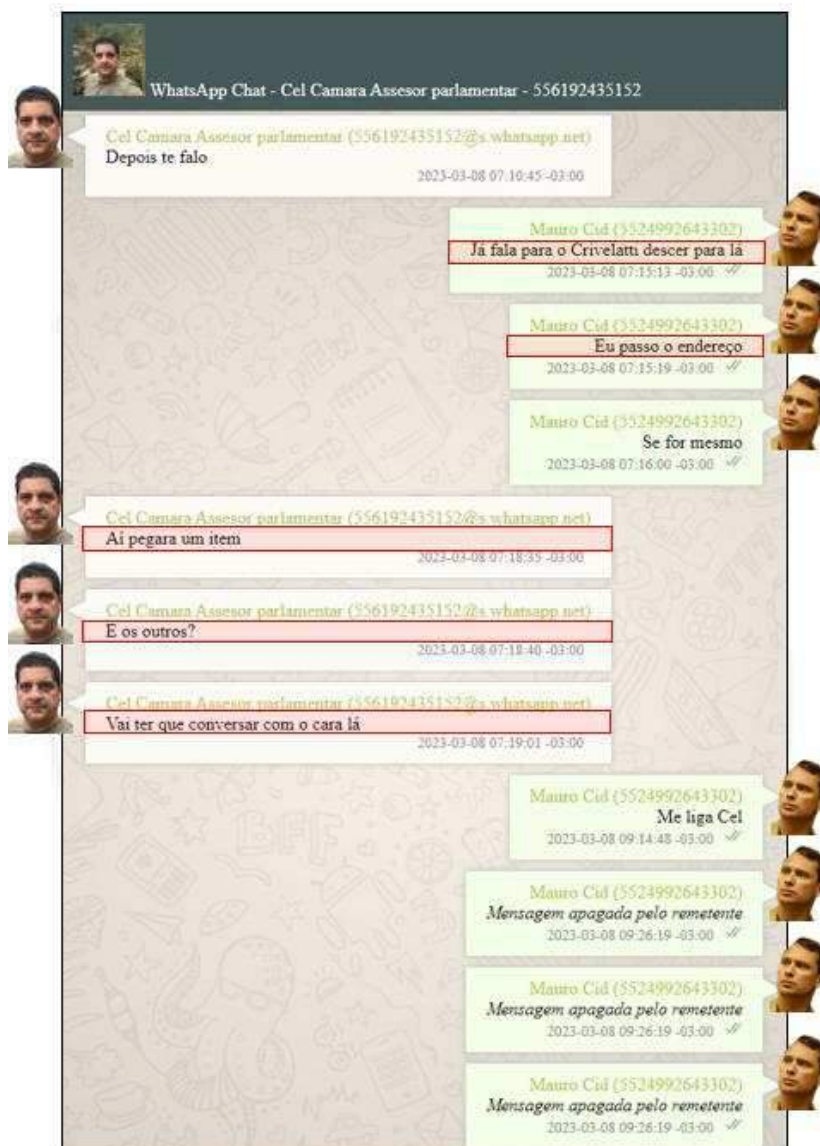 WhatsApp Chat - Cel Camara Assesor parlamentar - 556192435152
Cel Camara Assesor parlamentar (556192435152@s.whatsapp.net)
Depois te falo
2023-03-08 07:10:45 -03:00
Mauro Cid (5524992643302)
Já fala para o Crivelatti descer para lá
2023-03-08 07:15:13 -03:00
Mauro Cid (5524992643302)
Eu passo o endereço
2023-03-08 07:15:19 -03:00
Mauro Cid (5524992643302)
Se for mesmo
2023-03-08 07:16:00 -03:00
Cel Camara Assesor parlamentar (556192435152@s.whatsapp.net)
Aí pegara um item
2023-03-08 07:18:35 -03:00
Cel Camara Assesor parlamentar (556192435152@s.whatsapp.net)
E os outros?
2023-03-08 07:18:40 -03:00
Cel Camara Assesor parlamentar (556192435152@s.whatsapp.net)
Vai ter que conversar com o cara lá
2023-03-08 07:19:01 -03:00
Mauro Cid (5524992643302)
Me liga Cel
2023-03-08 09:14:48 -03:00
Mauro Cid (5524992643302)
Mensagem apagada pelo remetente
2023-03-08 09:26:19 -03:00
Mauro Cid (5524992643302)
Mensagem apagada pelo remetente
2023-03-08 09:26:19 -03:00
Mauro Cid (5524992643302)
Mensagem apagada pelo remetente
2023-03-08 09:26:19 -03:00